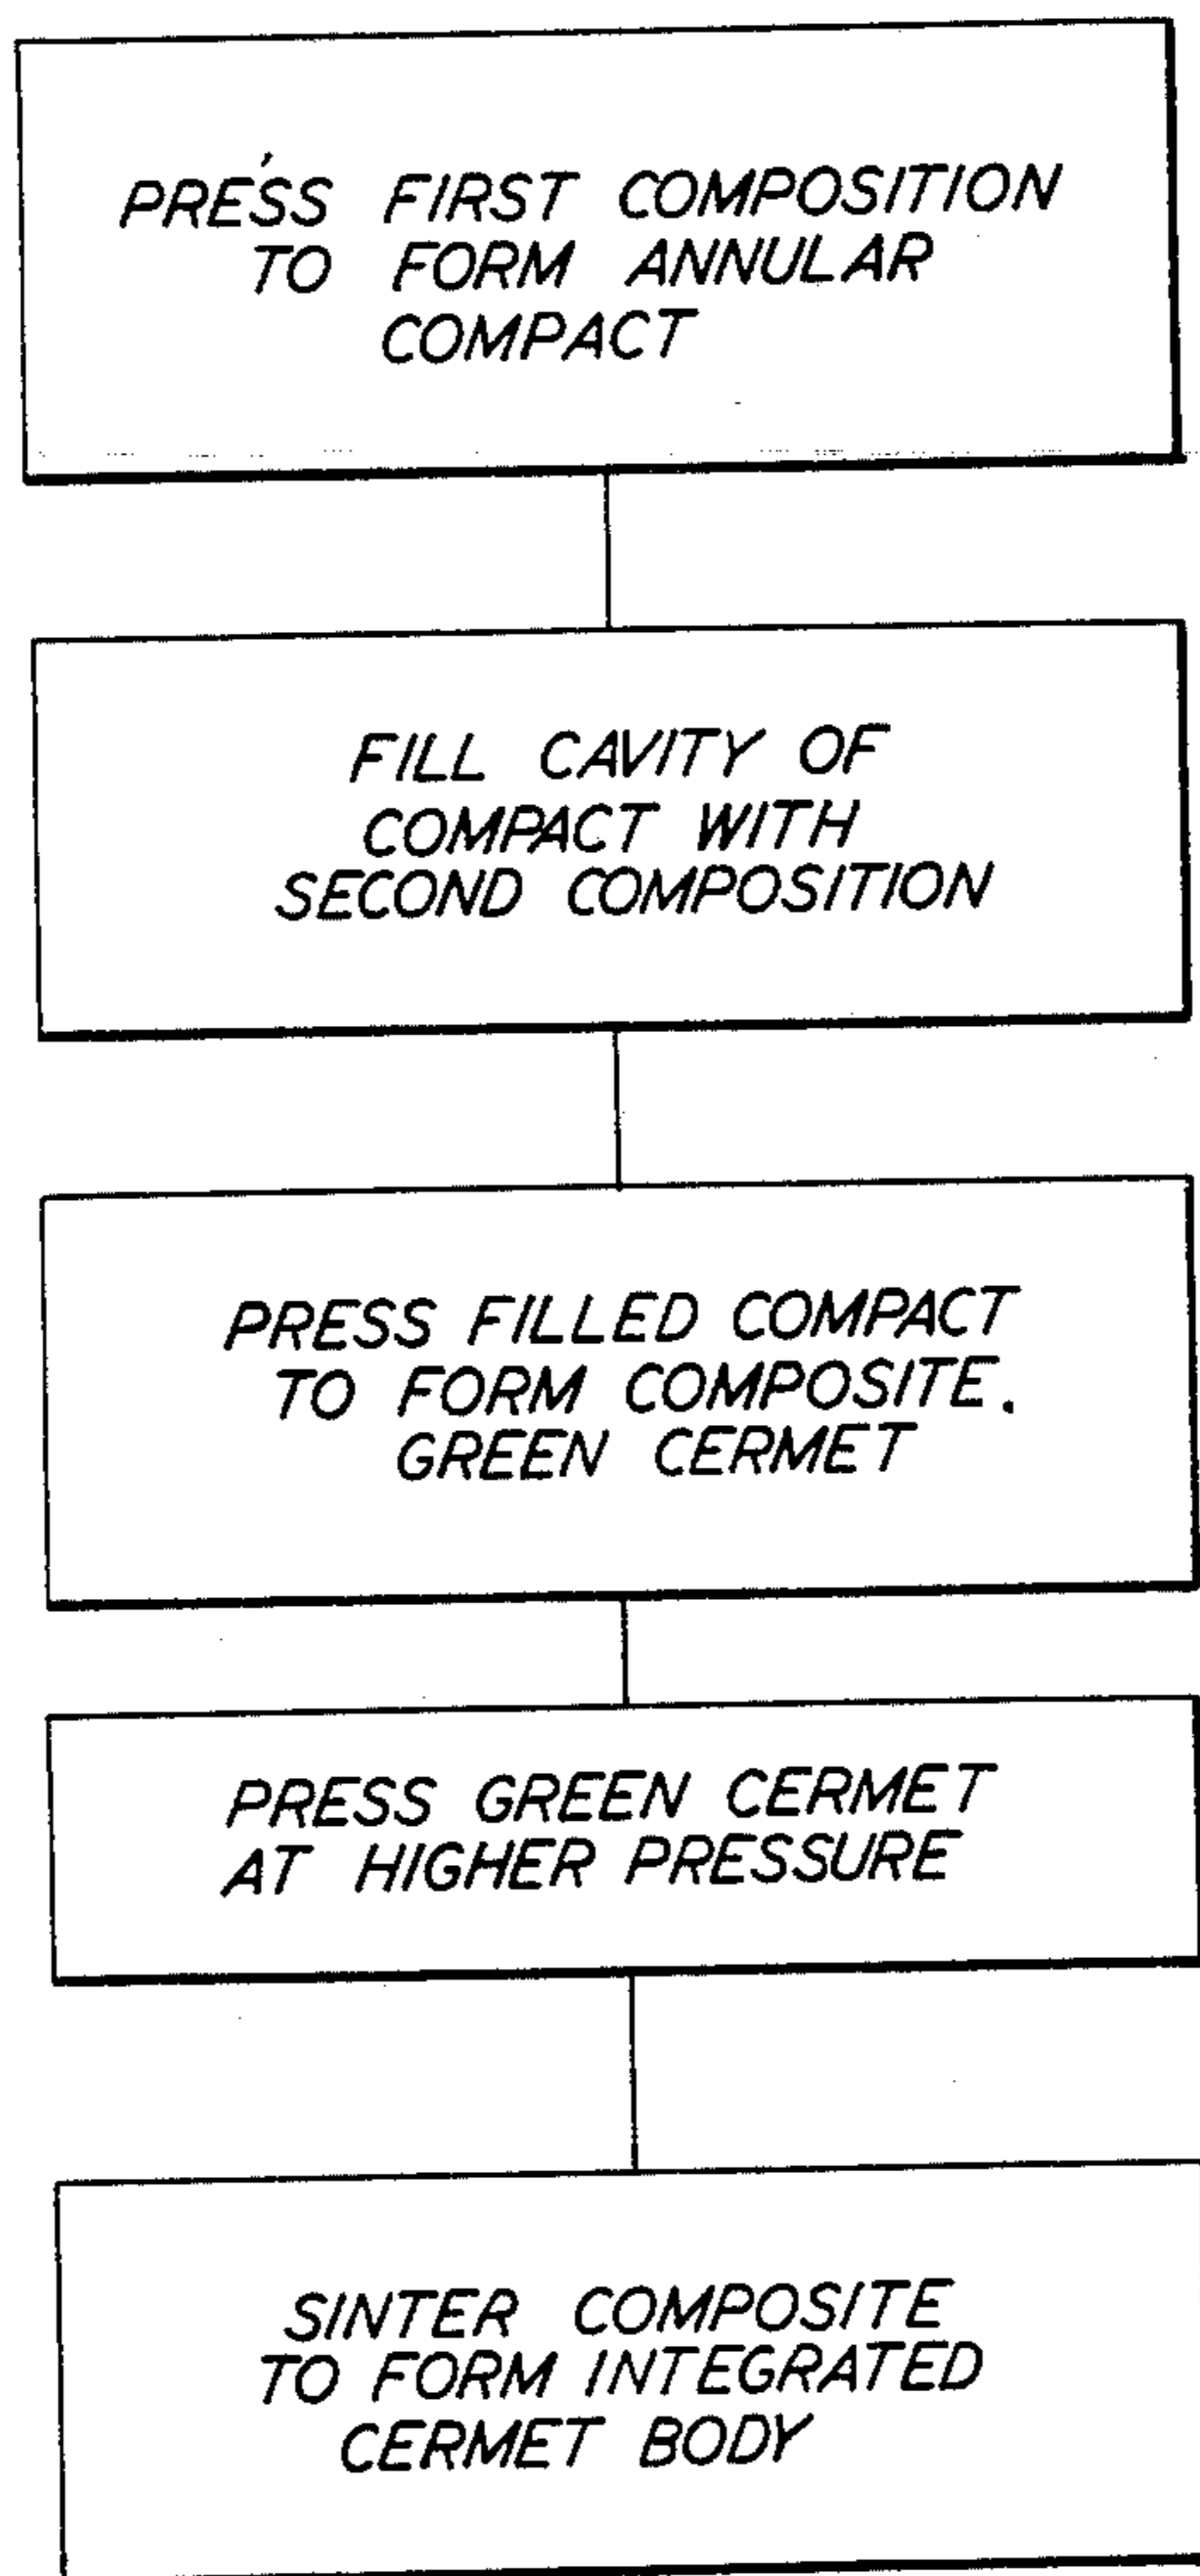 PRESS FIRST COMPOSITION
TO FORM ANNULAR
COMPACT
FILL CAVITY OF
COMPACT WITH
SECOND COMPOSITION
PRESS FILLED COMPACT
TO FORM COMPOSITE.
GREEN CERMET
PRESS GREEN CERMET
AT HIGHER PRESSURE
SINTER COMPOSITE
TO FORM INTEGRATED
CERMET BODY